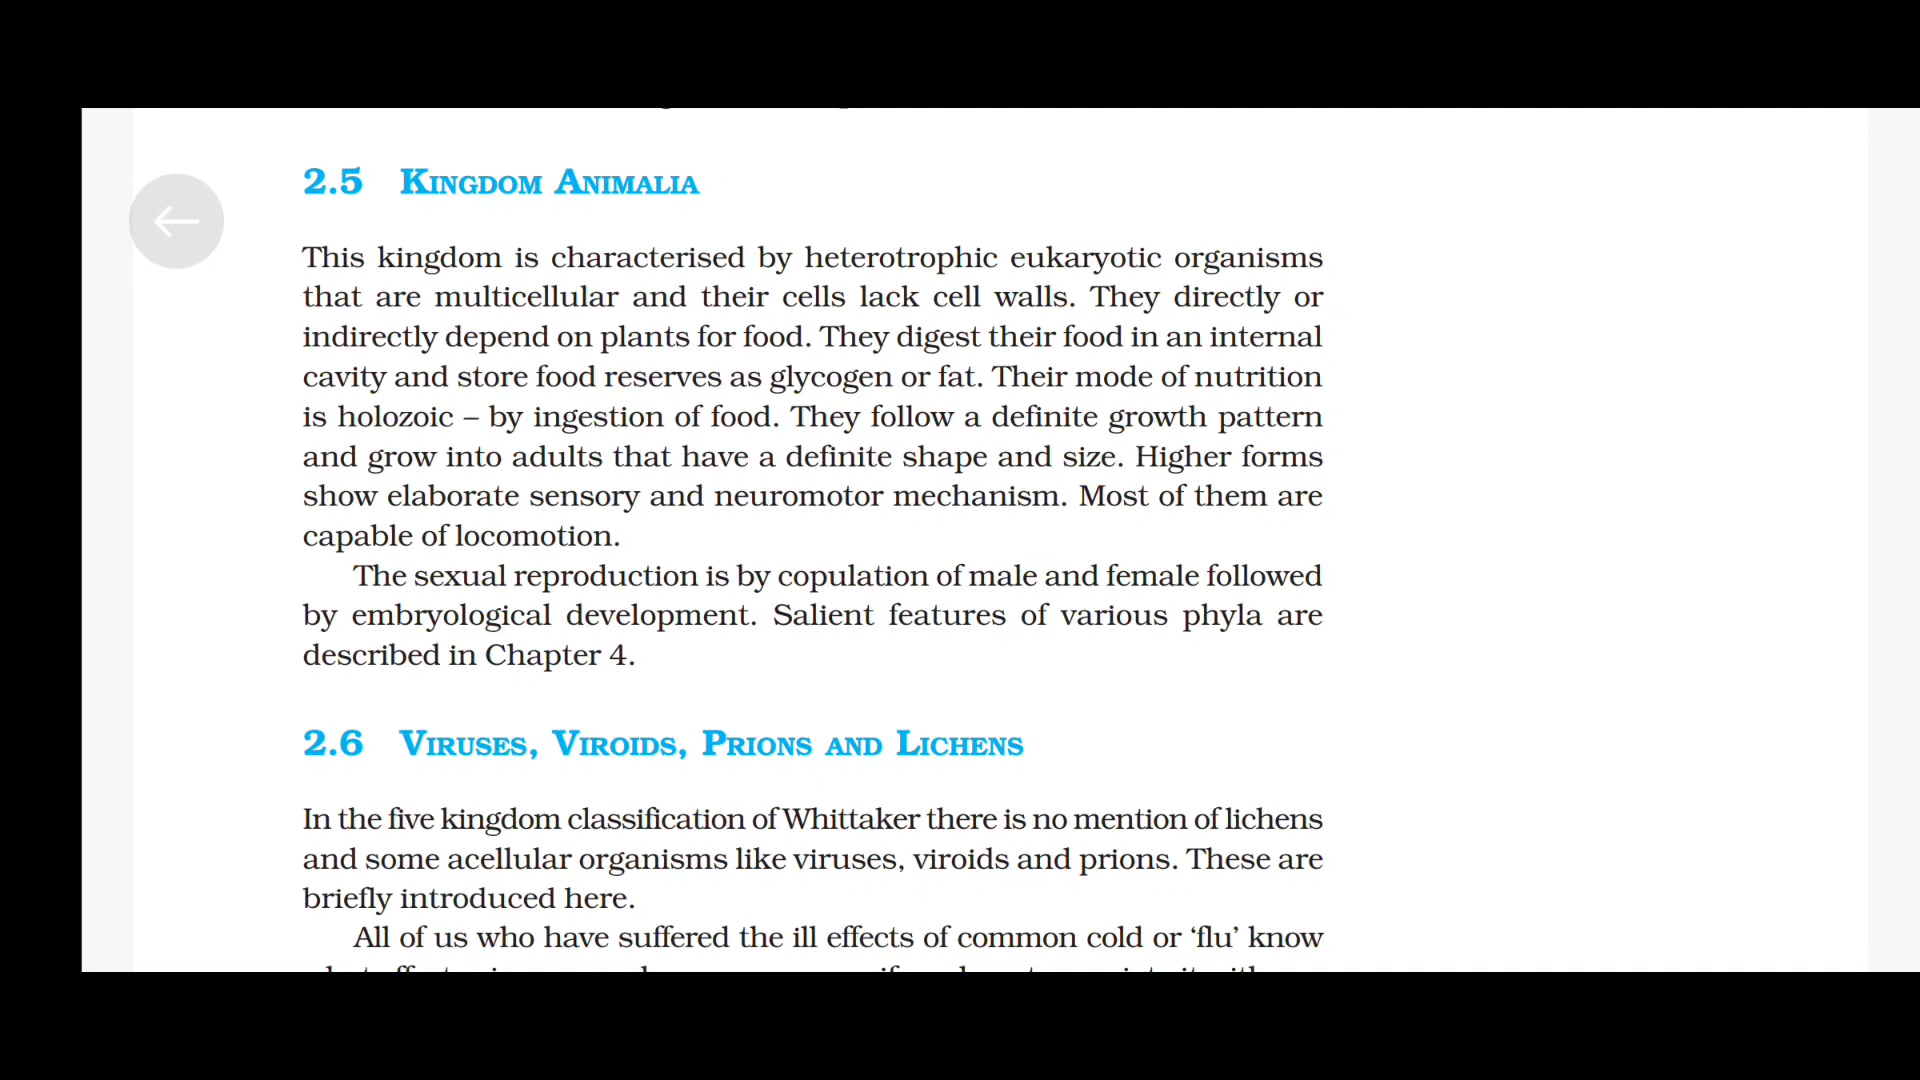 2.5 Kingdom Animalia
This kingdom is characterised by heterotrophic eukaryotic organisms
that are multicellular and their cells lack cell walls. They directly or
indirectly depend on plants for food. They digest their food in an internal
cavity and store food reserves as glycogen or fat. Their mode of nutrition
is holozoic – by ingestion of food. They follow a definite growth pattern
and grow into adults that have a definite shape and size. Higher forms
show elaborate sensory and neuromotor mechanism. Most of them are
capable of locomotion.
The sexual reproduction is by copulation of male and female followed
by embryological development. Salient features of various phyla are
described in Chapter 4.
2.6 Viruses, Viroids, Prions and Lichens
In the five kingdom classification of Whittaker there is no mention of lichens
and some acellular organisms like viruses, viroids and prions. These are
briefly introduced here.
All of us who have suffered the ill effects of common cold or ‘flu’ know